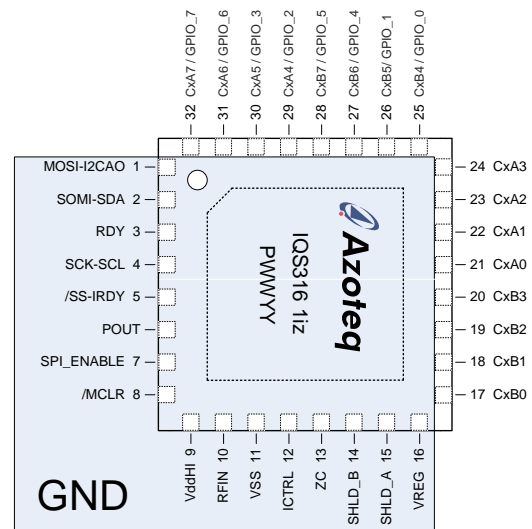 32 CxA7 / GPIO_7
31 CxA6 / GPIO_6
30 CxA5 / GPIO_3
29 CxA4 / GPIO_2
28 CxB7 / GPIO_5
27 CxB6 / GPIO_4
26 CxB5/ GPIO_1
25 CxB4 / GPIO_0
MOSI-I2CAO 1
SOMI-SDA 2
RDY 3
SCK-SCL 4
/SS-IRDY 5
POUT
SPI_ENABLE 7
/MCLR 8
Azoteq
IQS316 1iz
PWWYY
24 CxA3
23 CxA2
22 CxA1
21 CxA0
20 CxB3
19 CxB2
18 CxB1
17 CxB0
VddHI 9
RFIN 10
VSS 11
ICTRL 12
ZC 13
SHLD_B 14
SHLD_A 15
VREG 16
GND